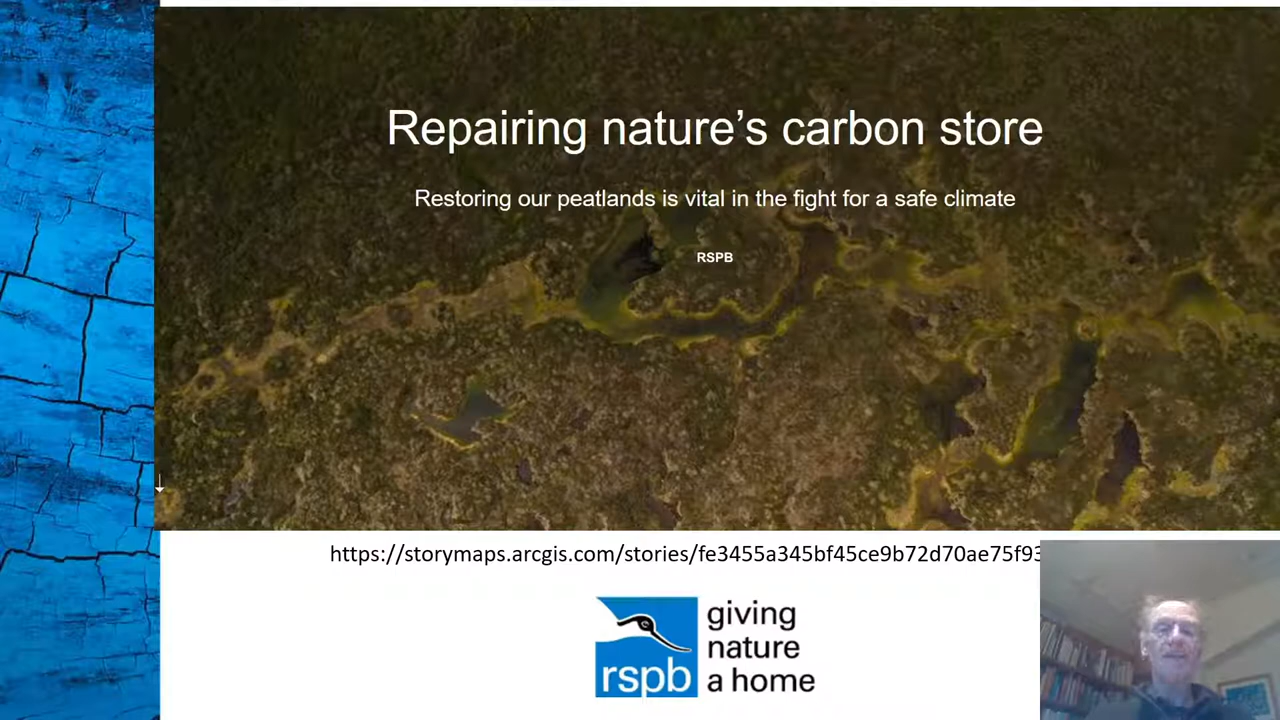 Repairing nature’s carbon store
Restoring our peatlands is vital in the fight for a safe climate
RSPB
https://storymaps.arcgis.com/stories/fe3455a345bf45ce9b72d70ae75f93
giving
nature
a home
rspb